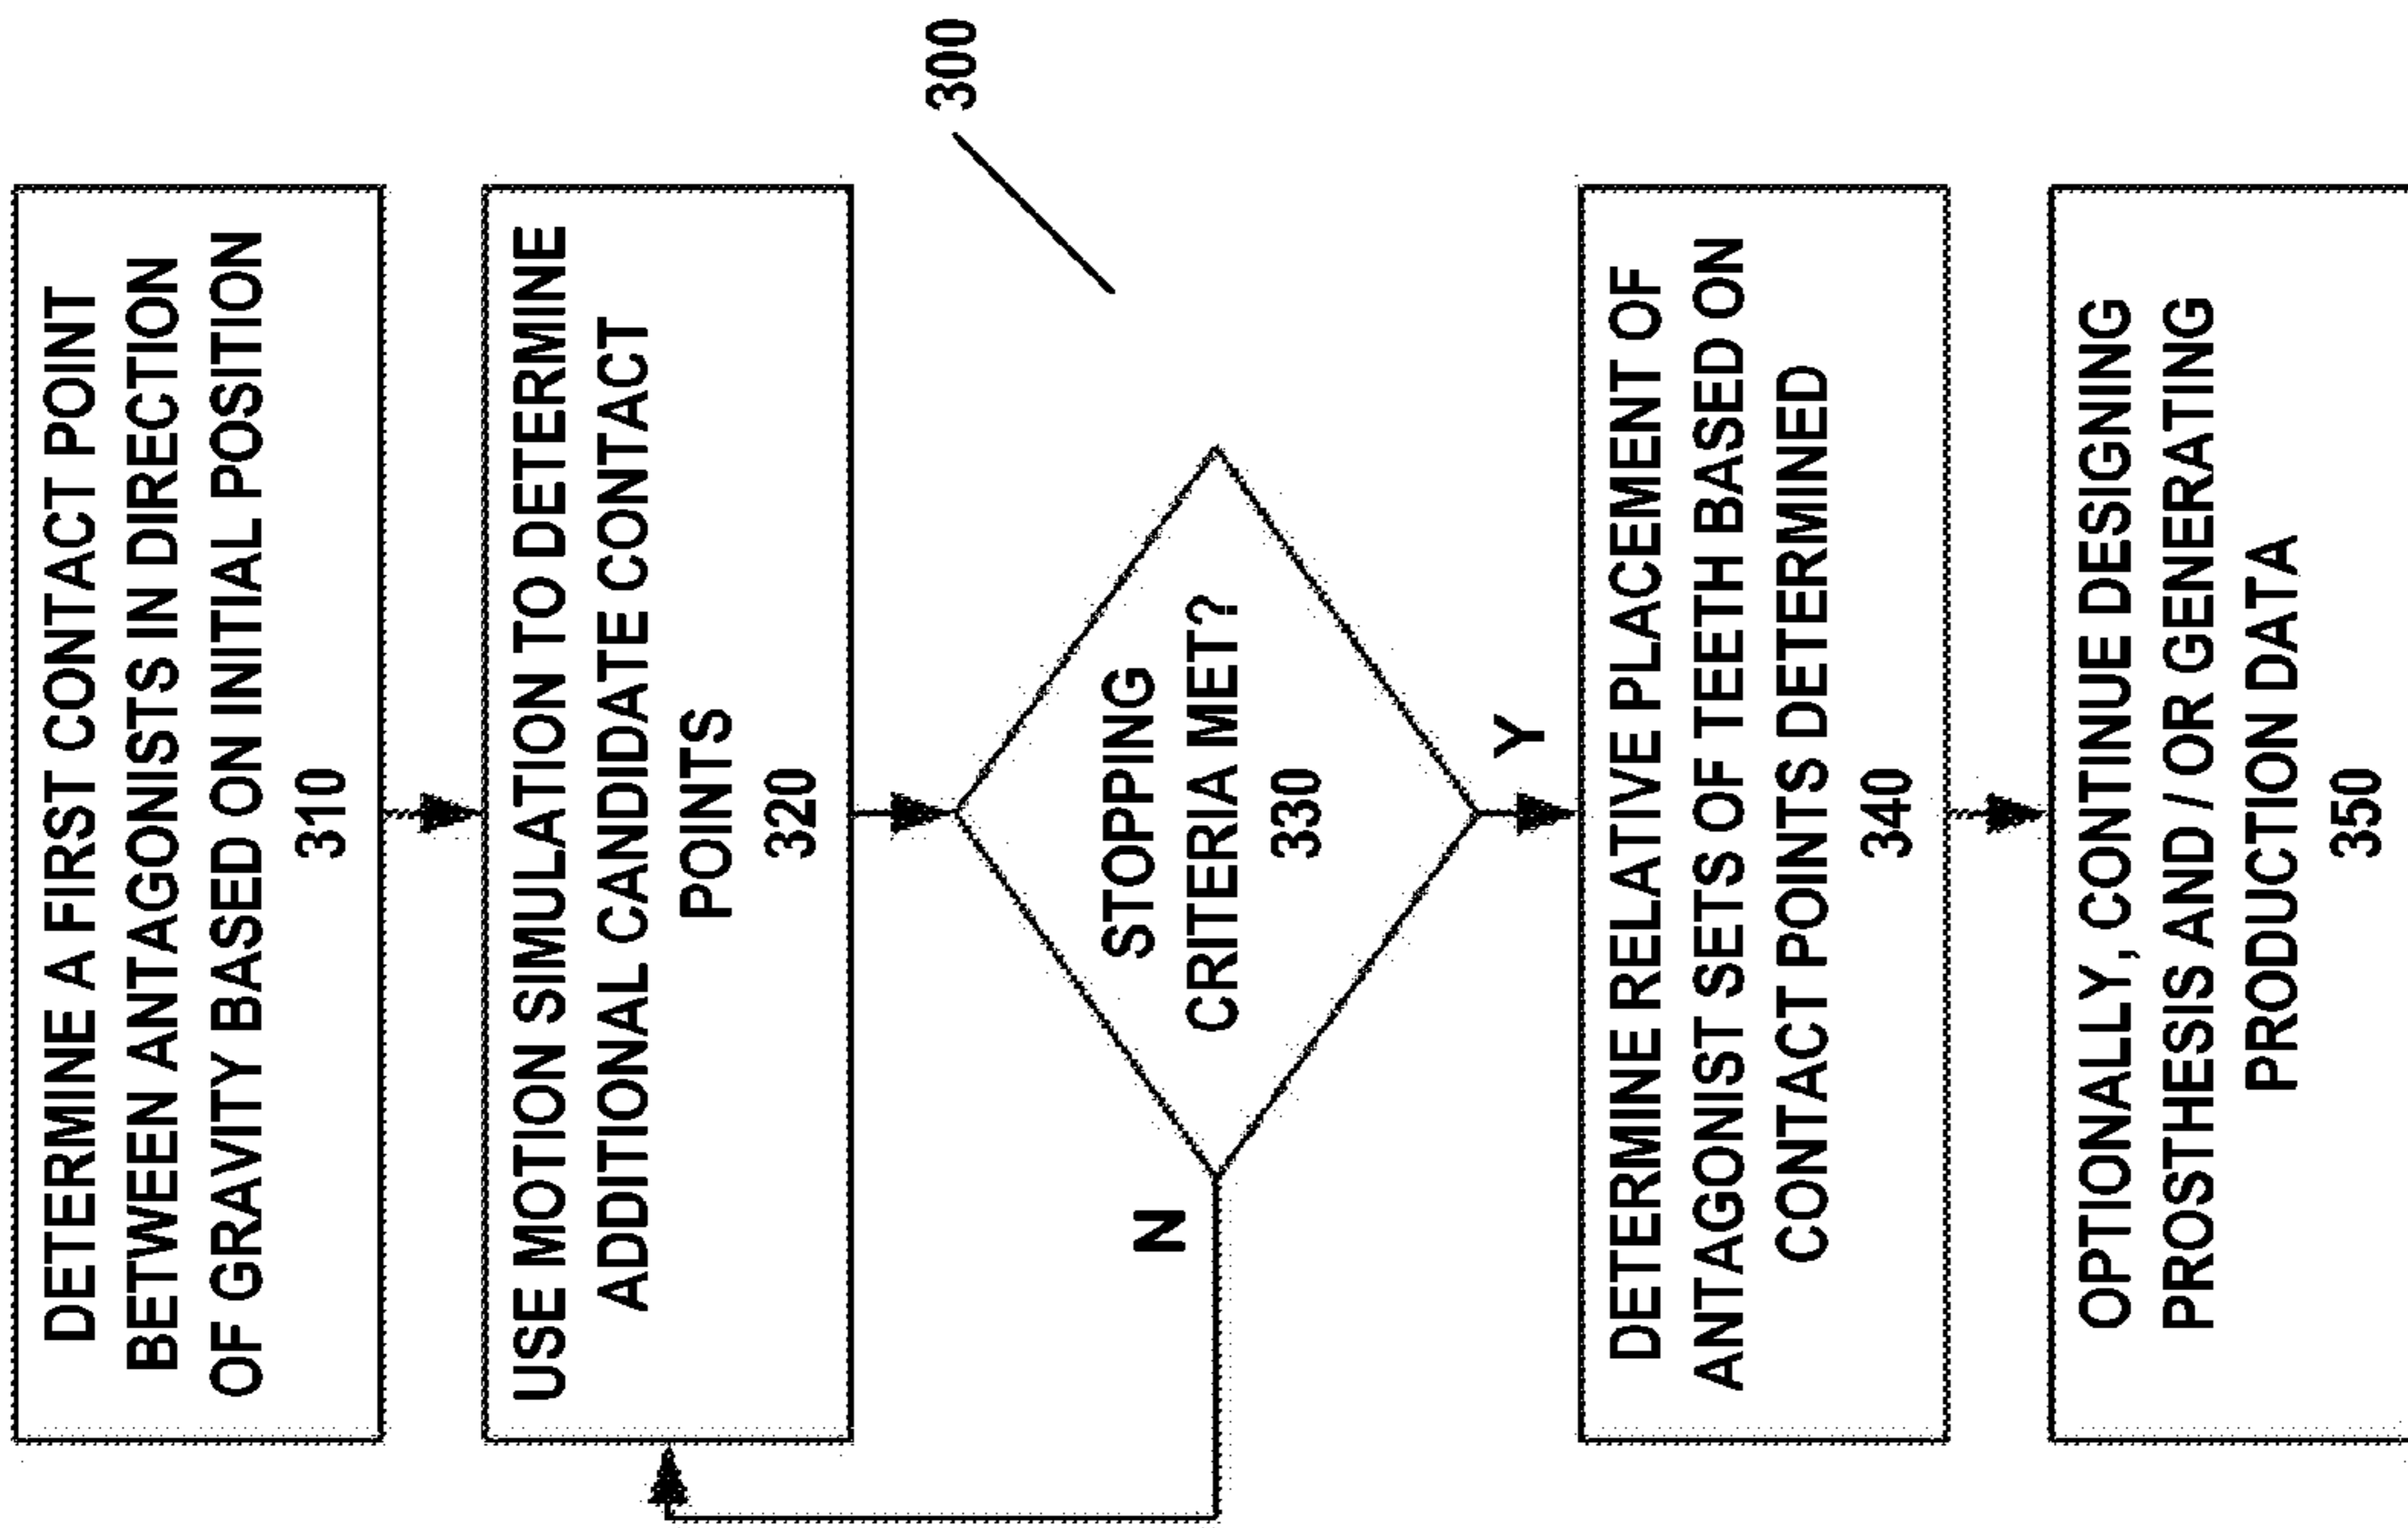 300
DETERMINE A FIRST CONTACT POINT
BETWEEN ANTAGONISTS IN DIRECTION
OF GRAVITY BASED ON INITIAL POSITION
310
USE MOTION SIMULATION TO DETERMINE
ADDITIONAL CANDIDATE CONTACT
POINTS
320
STOPPING
CRITERIA MET?
330
N
Y
DETERMINE RELATIVE PLACEMENT OF
ANTAGONIST SETS OF TEETH BASED ON
CONTACT POINTS DETERMINED
340
OPTIONALLY, CONTINUE DESIGNING
PROSTHESIS AND / OR GENERATING
PRODUCTION DATA
350